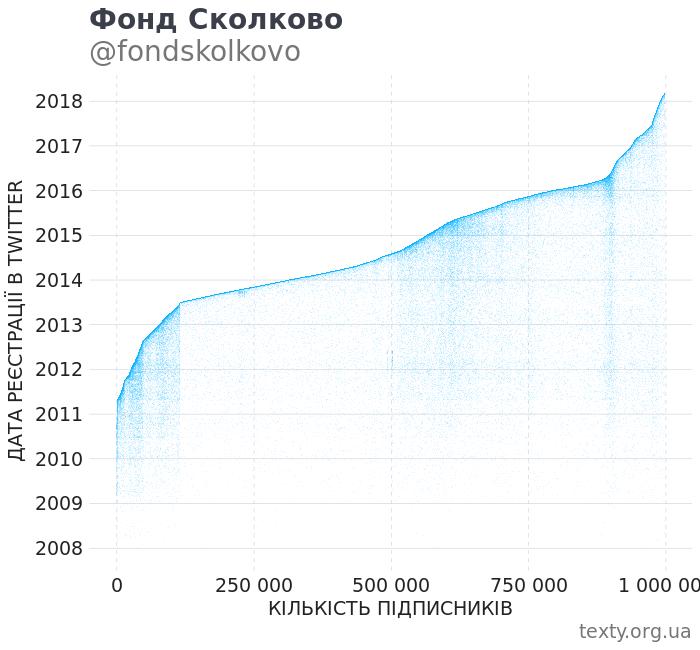 Фонд Сколково
@fondskolkovo
2018
2017
2016
2015
2014
2013
2012
2011
2010
2009
2008
ДАТА РЕЄСТРАЦІЇ В TWITTER
0 250 000 500 000 750 000 1 000 00
КІЛЬКІСТЬ ПІДПИСНИКІВ
texty.org.ua